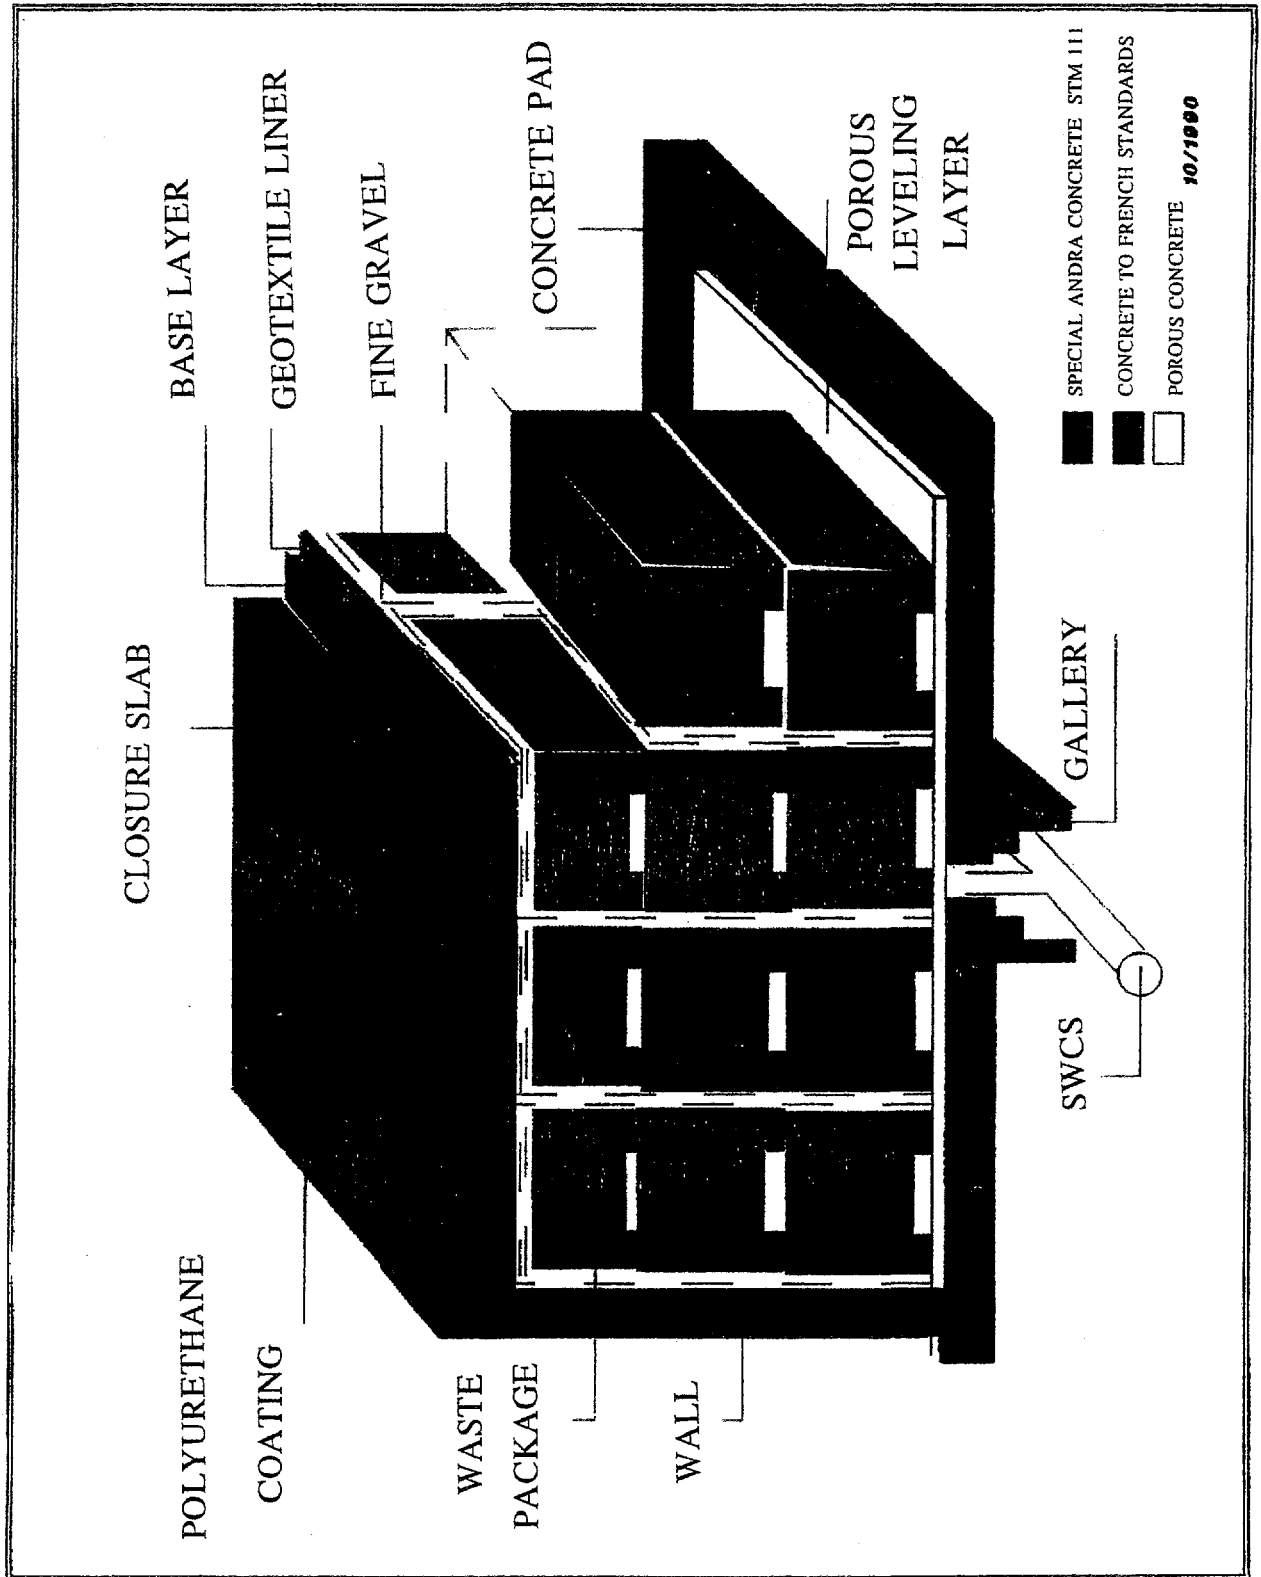 CLOSURE SLAB
BASE LAYER
GEOTEXTILE LINER
FINE GRAVEL
POLYURETHANE
COATING
CONCRETE PAD
WASTE
PACKAGE
WALL
POROUS
LEVELING
LAYER
GALLERY
SWCS
SPECIAL ANDRA CONCRETE STM 111
CONCRETE TO FRENCH STANDARDS
POROUS CONCRETE
10/1990